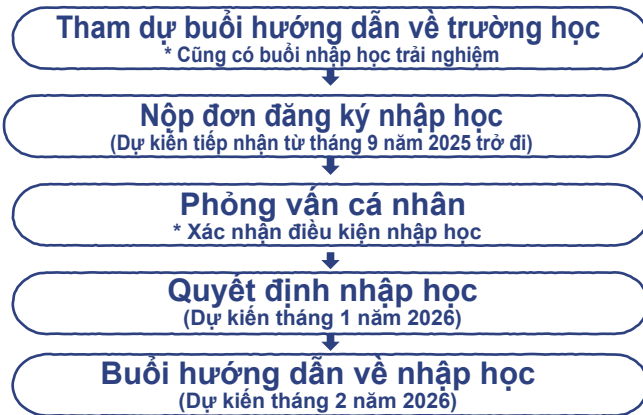 Tham dự buổi hướng dẫn về trường học
* Cũng có buổi nhập học trải nghiệm
Nộp đơn đăng ký nhập học
(Dự kiến tiếp nhận từ tháng 9 năm 2025 trở đi)
Phỏng vấn cá nhân
* Xác nhận điều kiện nhập học
Quyết định nhập học
(Dự kiến tháng 1 năm 2026)
Buổi hướng dẫn về nhập học
(Dự kiến tháng 2 năm 2026)